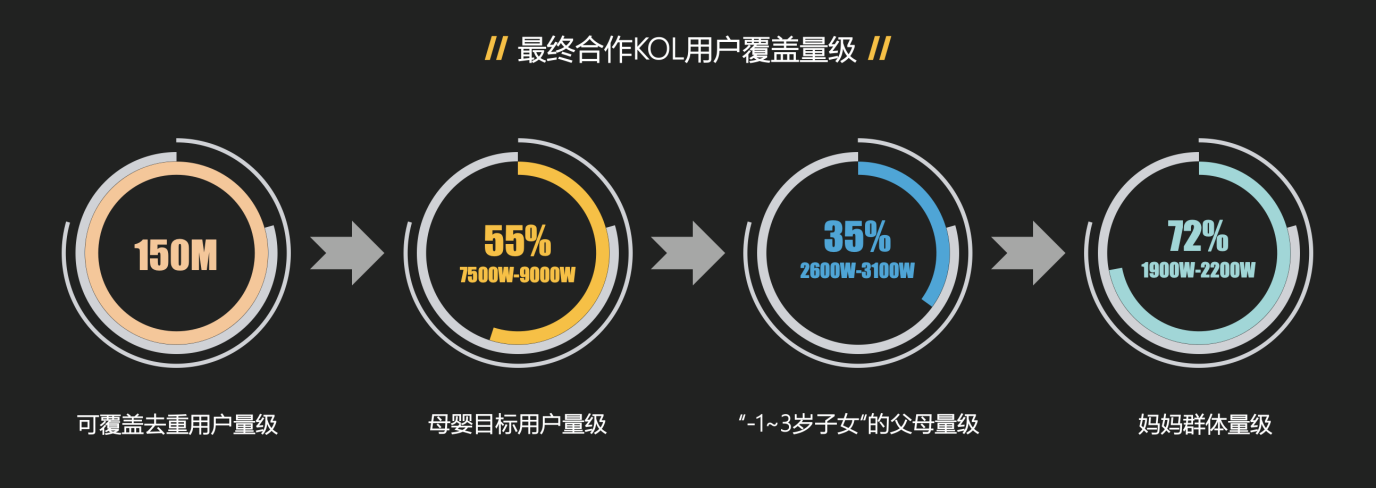 // 最终合作KOL用户覆盖量级 //
150M
55%
7500W-9000W
35%
2600W-3100W
72%
1900W-2200W
可覆盖去重用户量级
母婴目标用户量级
“-1~3岁子女“的父母量级
妈妈群体量级